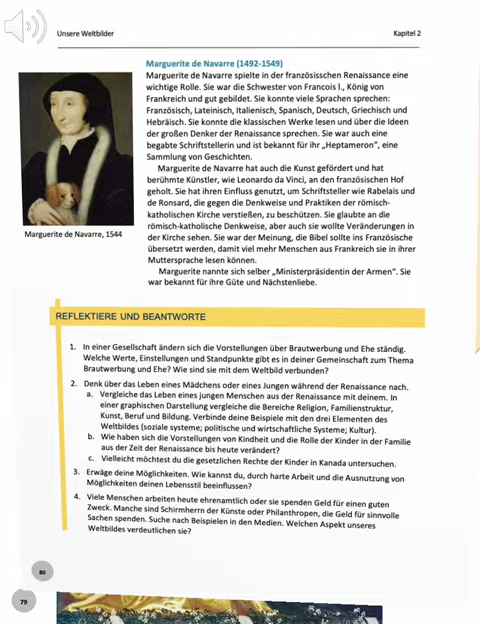 Unsere Weltbilder
Kapitel 2
Marguerite de Navarre (1492-1549)
Marguerite de Navarre spielte in der französisschen Renaissance eine
wichtige Rolle. Sie war die Schwester von Francois I., König von
Frankreich und gut gebildet. Sie konnte viele Sprachen sprechen:
Französisch, Lateinisch, Italienisch, Spanisch, Deutsch, Griechisch und
Hebräisch. Sie konnte die klassischen Werke lesen und über die Ideen
der großen Denker der Renaissance sprechen. Sie war auch eine
begabte Schriftstellerin und ist bekannt für ihr „Heptameron“, eine
Sammlung von Geschichten.
Marguerite de Navarre hat auch die Kunst gefördert und hat
berühmte Künstler, wie Leonardo da Vinci, an den französischen Hof
geholt. Sie hat ihren Einfluss genutzt, um Schriftsteller wie Rabelais und
de Ronsard, die gegen die Denkweise und Praktiken der römisch-
katholischen Kirche verstießen, zu beschützen. Sie glaubte an die
römisch-katholische Denkweise, aber auch sie wollte Veränderungen in
der Kirche sehen. Sie war der Meinung, die Bibel sollte ins Französische
übersetzt werden, damit viel mehr Menschen aus Frankreich sie in ihrer
Muttersprache lesen können.
Marguerite nannte sich selber „Ministerpräsidentin der Armen“. Sie
war bekannt für ihre Güte und Nächstenliebe.
Marguerite de Navarre, 1544
REFLEKTIERE UND BEANTWORTE
1. In einer Gesellschaft ändern sich die Vorstellungen über Brautwerbung und Ehe ständig.
Welche Werte, Einstellungen und Standpunkte gibt es in deiner Gemeinschaft zum Thema
Brautwerbung und Ehe? Wie sind sie mit dem Weltbild verbunden?
2. Denk über das Leben eines Mädchens oder eines Jungen während der Renaissance nach.
a. Vergleiche das Leben eines jungen Menschen aus der Renaissance mit deinem. In
einer graphischen Darstellung vergleiche die Bereiche Religion, Familienstruktur,
Kunst, Beruf und Bildung. Verbinde deine Beispiele mit den drei Elementen des
Weltbildes (soziale systeme; politische und wirtschaftliche Systeme; Kultur).
b. Wie haben sich die Vorstellungen von Kindheit und die Rolle der Kinder in der Familie
aus der Zeit der Renaissance bis heute verändert?
c. Vielleicht möchtest du die gesetzlichen Rechte der Kinder in Kanada untersuchen.
3. Erwäge deine Möglichkeiten. Wie kannst du, durch harte Arbeit und die Ausnutzung von
Möglichkeiten deinen Lebensstil beeinflussen?
4. Viele Menschen arbeiten heute ehrenamtlich oder sie spenden Geld für einen guten
Zweck. Manche sind Schirmherrn der Künste oder Philanthropen, die Geld für sinnvolle
Sachen spenden. Suche nach Beispielen in den Medien. Welchen Aspekt unseres
Weltbildes verdeutlichen sie?
80
79